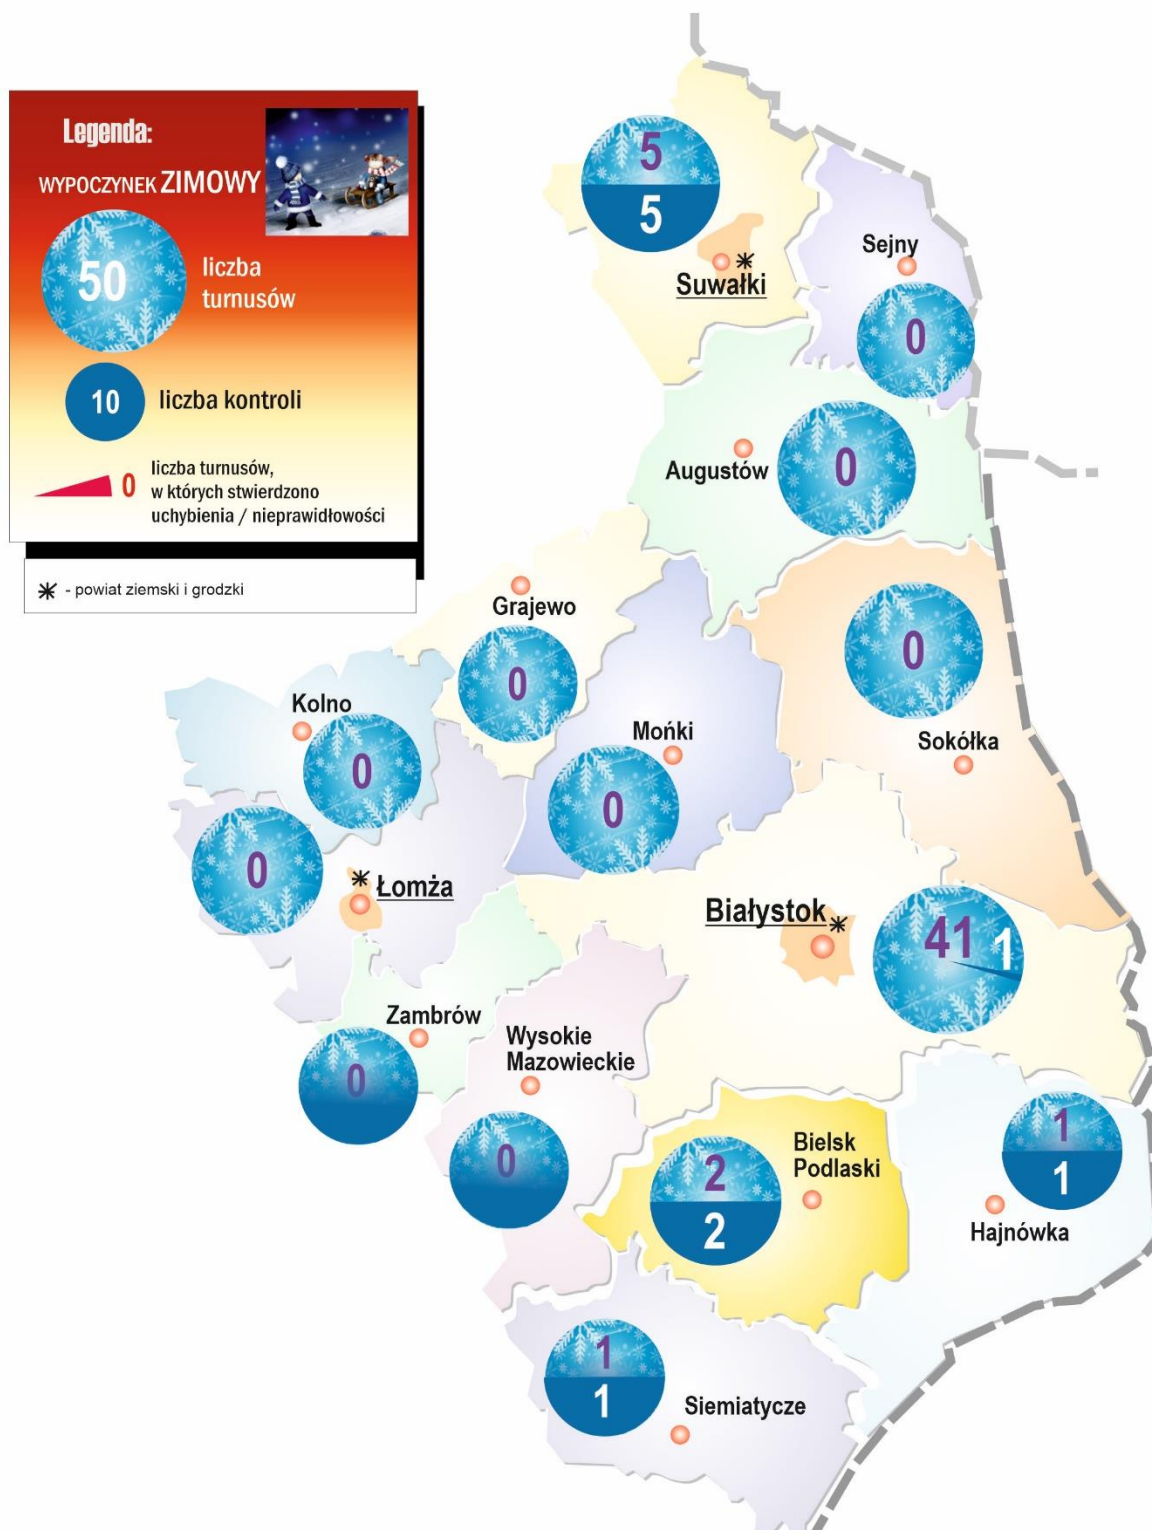 Legenda:
WYPOCZYNEK ZIMOWY
50
liczba
turnusów
10
liczba kontroli
0
liczba turnusów,
w których stwierdzono
uchybienia / nieprawidłowości
* - powiat ziemski i grodzki
5
5
Suwałki *
Sejny
0
Augustów
0
Grajewo
0
0
Sokółka
Kolno
0
Mońki
0
0
*
Łomża
Białystok *
41
1
Zambrów
0
Wysokie
Mazowieckie
0
Bielsk
Podlaski
2
2
1
1
Hajnówka
1
1
Siemiatycze